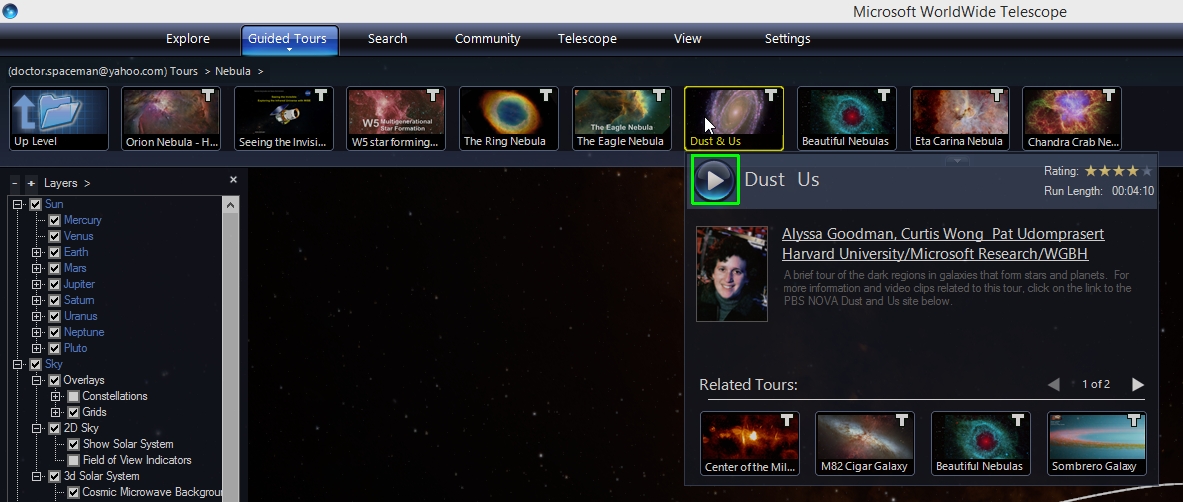 Microsoft WorldWide Telescope
Explore Guided Tours Search Community Telescope View Settings
(doctor.spaceman@yahoo.com) Tours > Nebula >
Up Level
Orion Nebula - H...
Seeing the Invisi...
W5 Multigenerational
Star Formation
W5 star forming...
The Ring Nebula
The Eagle Nebula
The Eagle Nebula
Dust & Us
Beautiful Nebulas
Eta Carina Nebula
Chandra Crab Ne...
- + Layers > ×
Sun
Mercury
Venus
Earth
Mars
Jupiter
Saturn
Uranus
Neptune
Pluto
Sky
Overlays
Constellations
Grids
2D Sky
Show Solar System
Field of View Indicators
3d Solar System
Cosmic Microwave Backgrour
Dust Us
Rating:
Run Length: 00:04:10
Alyssa Goodman, Curtis Wong Pat Udomprasert
Harvard University/Microsoft Research/WGBH
A brief tour of the dark regions in galaxies that form stars and planets. For
more information and video clips related to this tour, click on the link to the
PBS NOVA Dust and Us site below.
Related Tours: 1 of 2
Center of the Mil...
M82 Cigar Galaxy
Beautiful Nebulas
Sombrero Galaxy